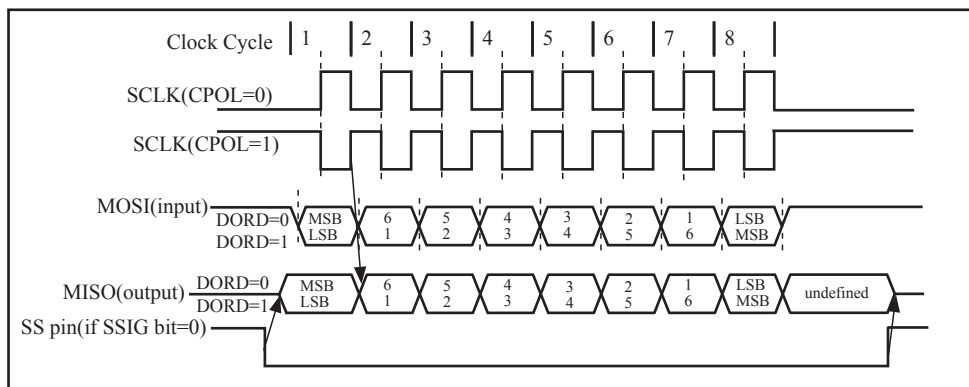 Clock Cycle 1 2 3 4 5 6 7 8
SCLK(CPOL=0)
SCLK(CPOL=1)
MOSI(input)
DORD=0 MSB 6 5 4 3 2 1 LSB
DORD=1 LSB 1 2 3 4 5 6 MSB
MISO(output)
DORD=0 MSB 6 5 4 3 2 1 LSB undefined
DORD=1 LSB 1 2 3 4 5 6 MSB
SS pin(if SSIG bit=0)